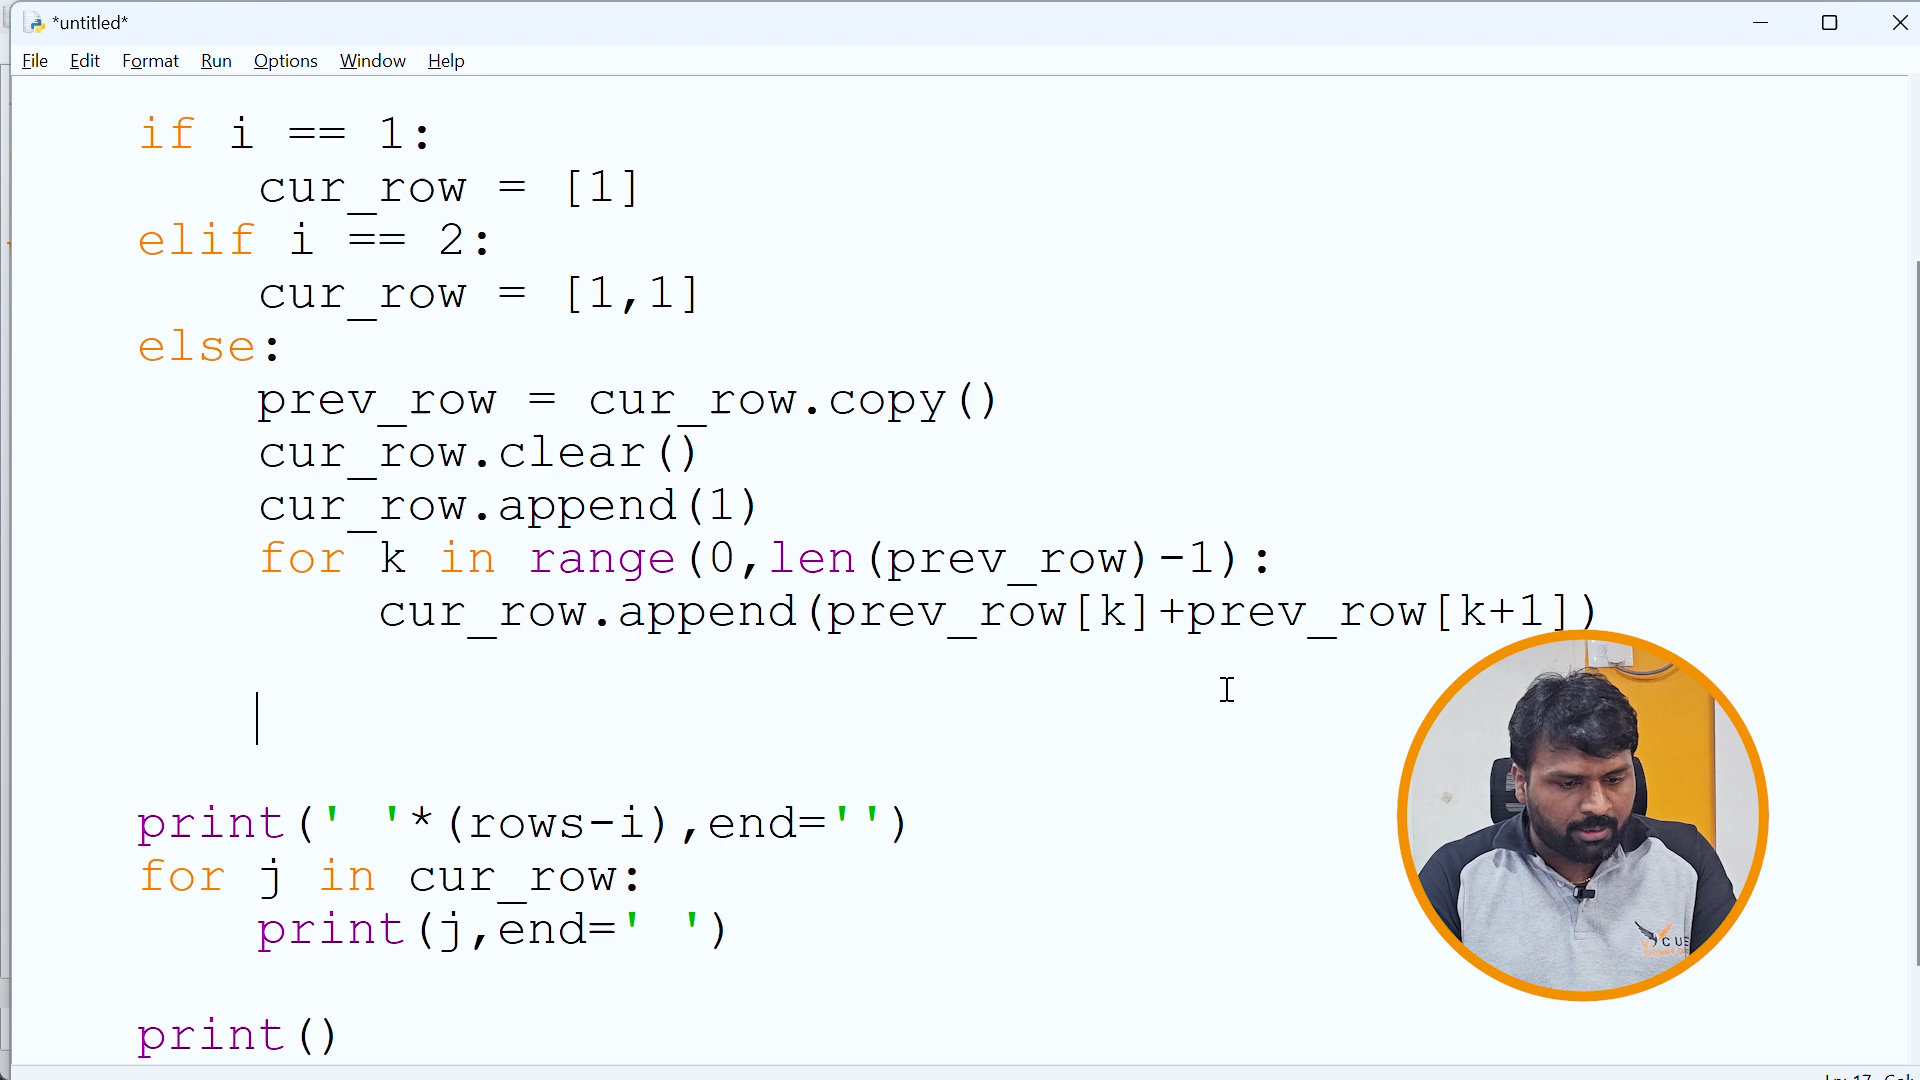 *untitled*
File Edit Format Run Options Window Help
if i == 1:
cur_row = [1]
elif i == 2:
cur_row = [1,1]
else:
prev_row = cur_row.copy()
cur_row.clear()
cur_row.append(1)
for k in range(0,len(prev_row)-1):
cur_row.append(prev_row[k]+prev_row[k+1])
print(' '*(rows-i),end='')
for j in cur_row:
print(j,end=' ')
print()